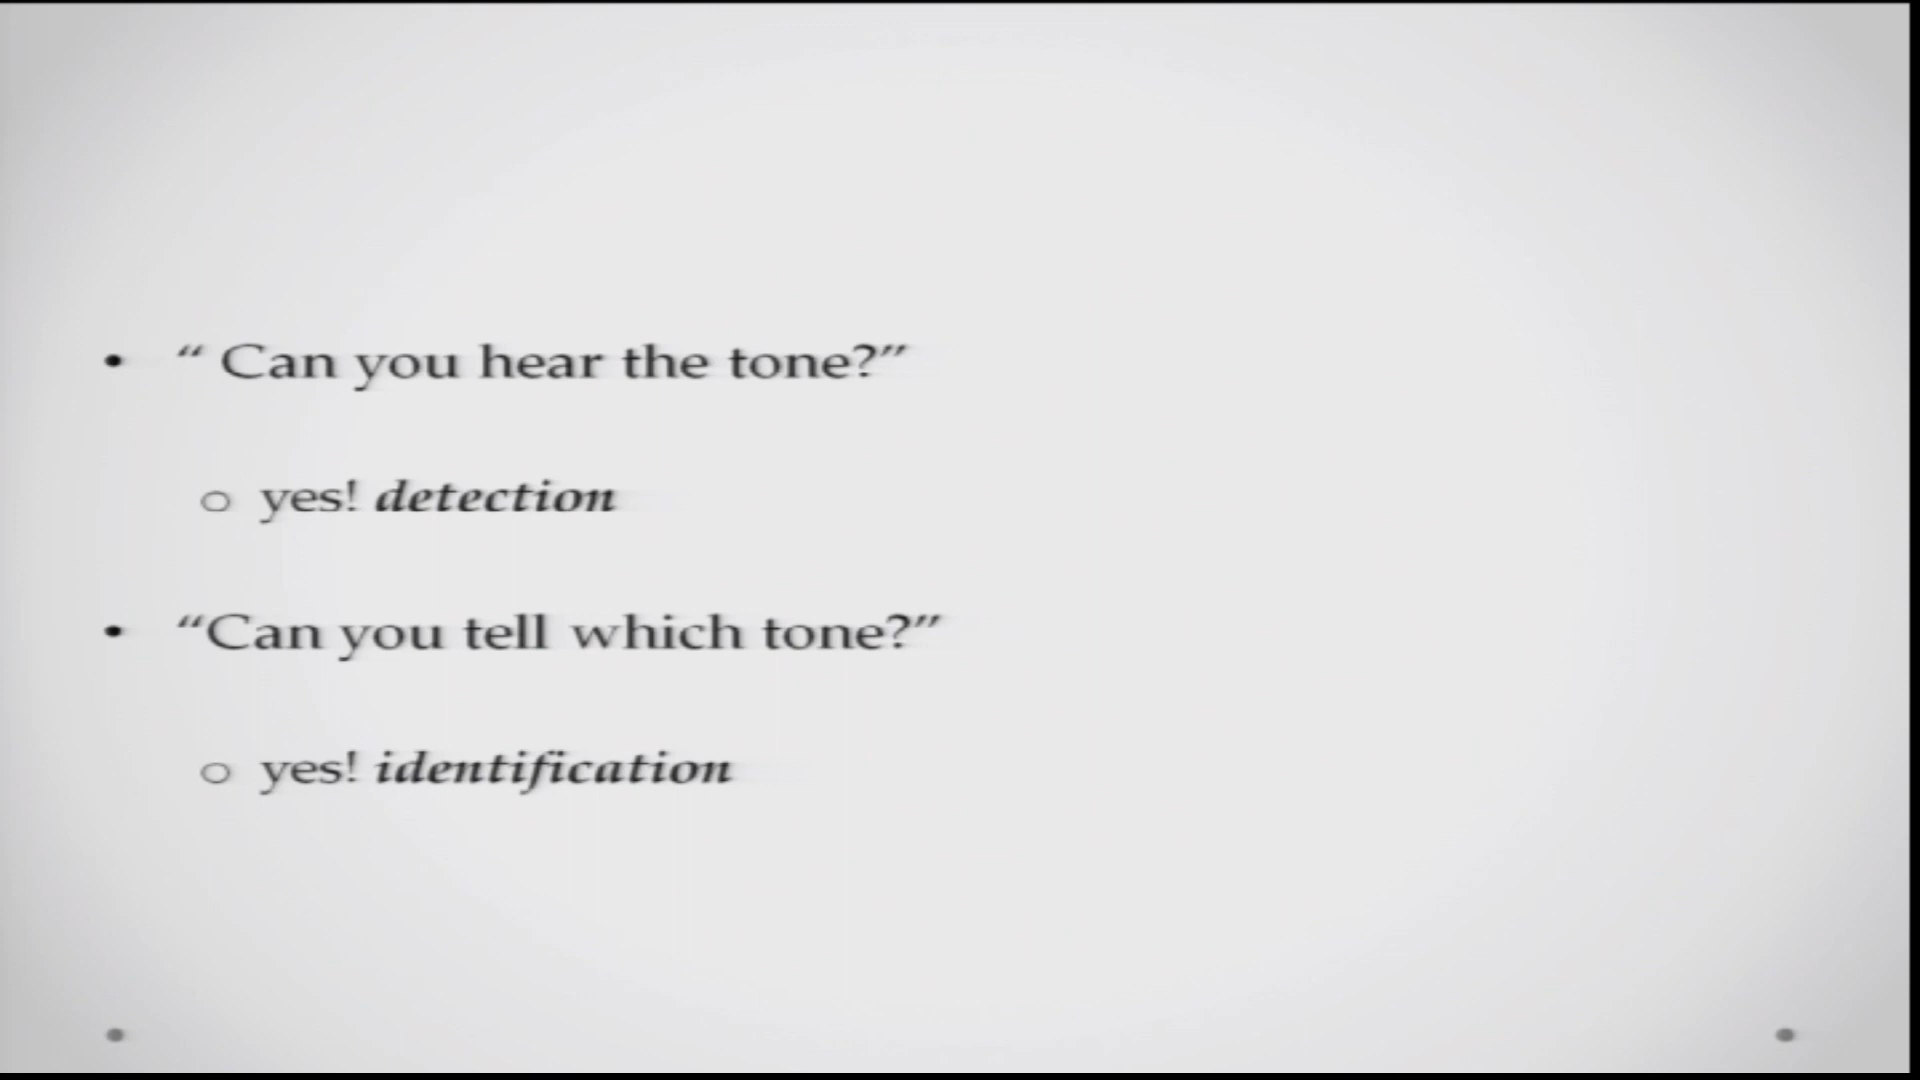 • “ Can you hear the tone?”
o yes! detection
• “Can you tell which tone?”
o yes! identification